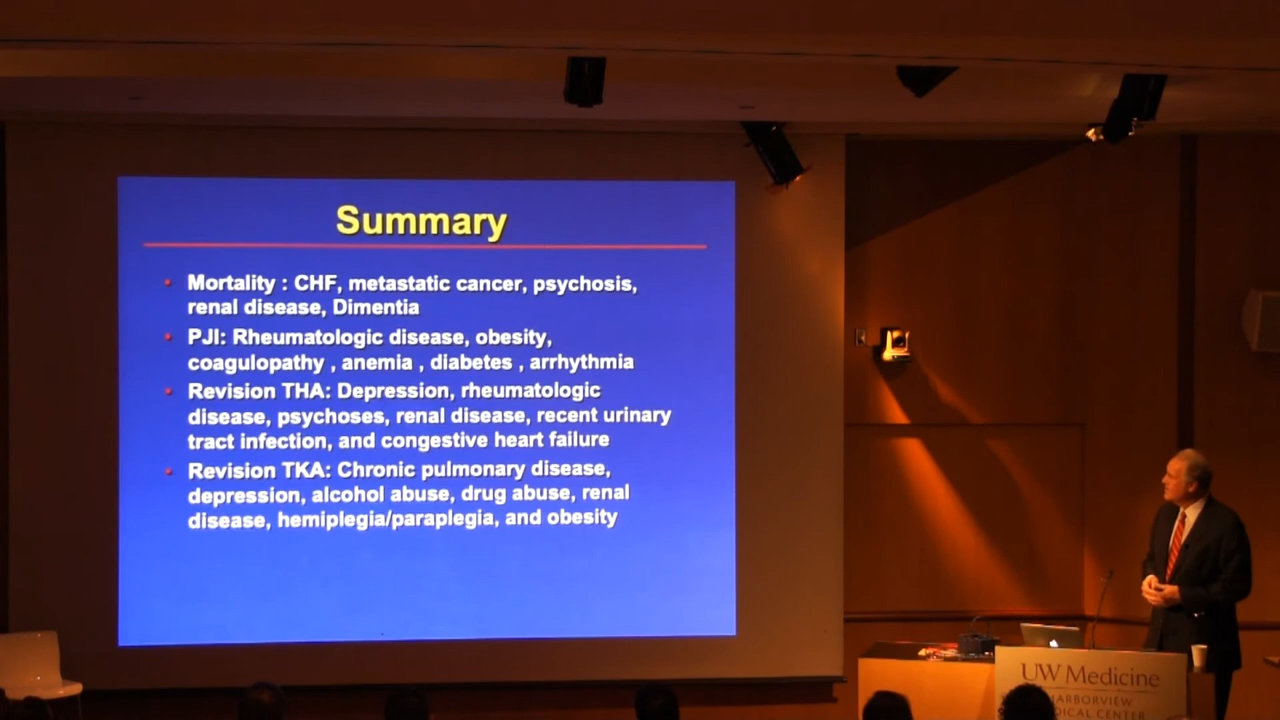 Summary
Mortality : CHF, metastatic cancer, psychosis,
renal disease, Dimentia
PJI: Rheumatologic disease, obesity,
coagulopathy , anemia , diabetes , arrhythmia
Revision THA: Depression, rheumatologic
disease, psychoses, renal disease, recent urinary
tract infection, and congestive heart failure
Revision TKA: Chronic pulmonary disease,
depression, alcohol abuse, drug abuse, renal
disease, hemiplegia/paraplegia, and obesity
UW Medicine
HARBORVIEW
CENTER